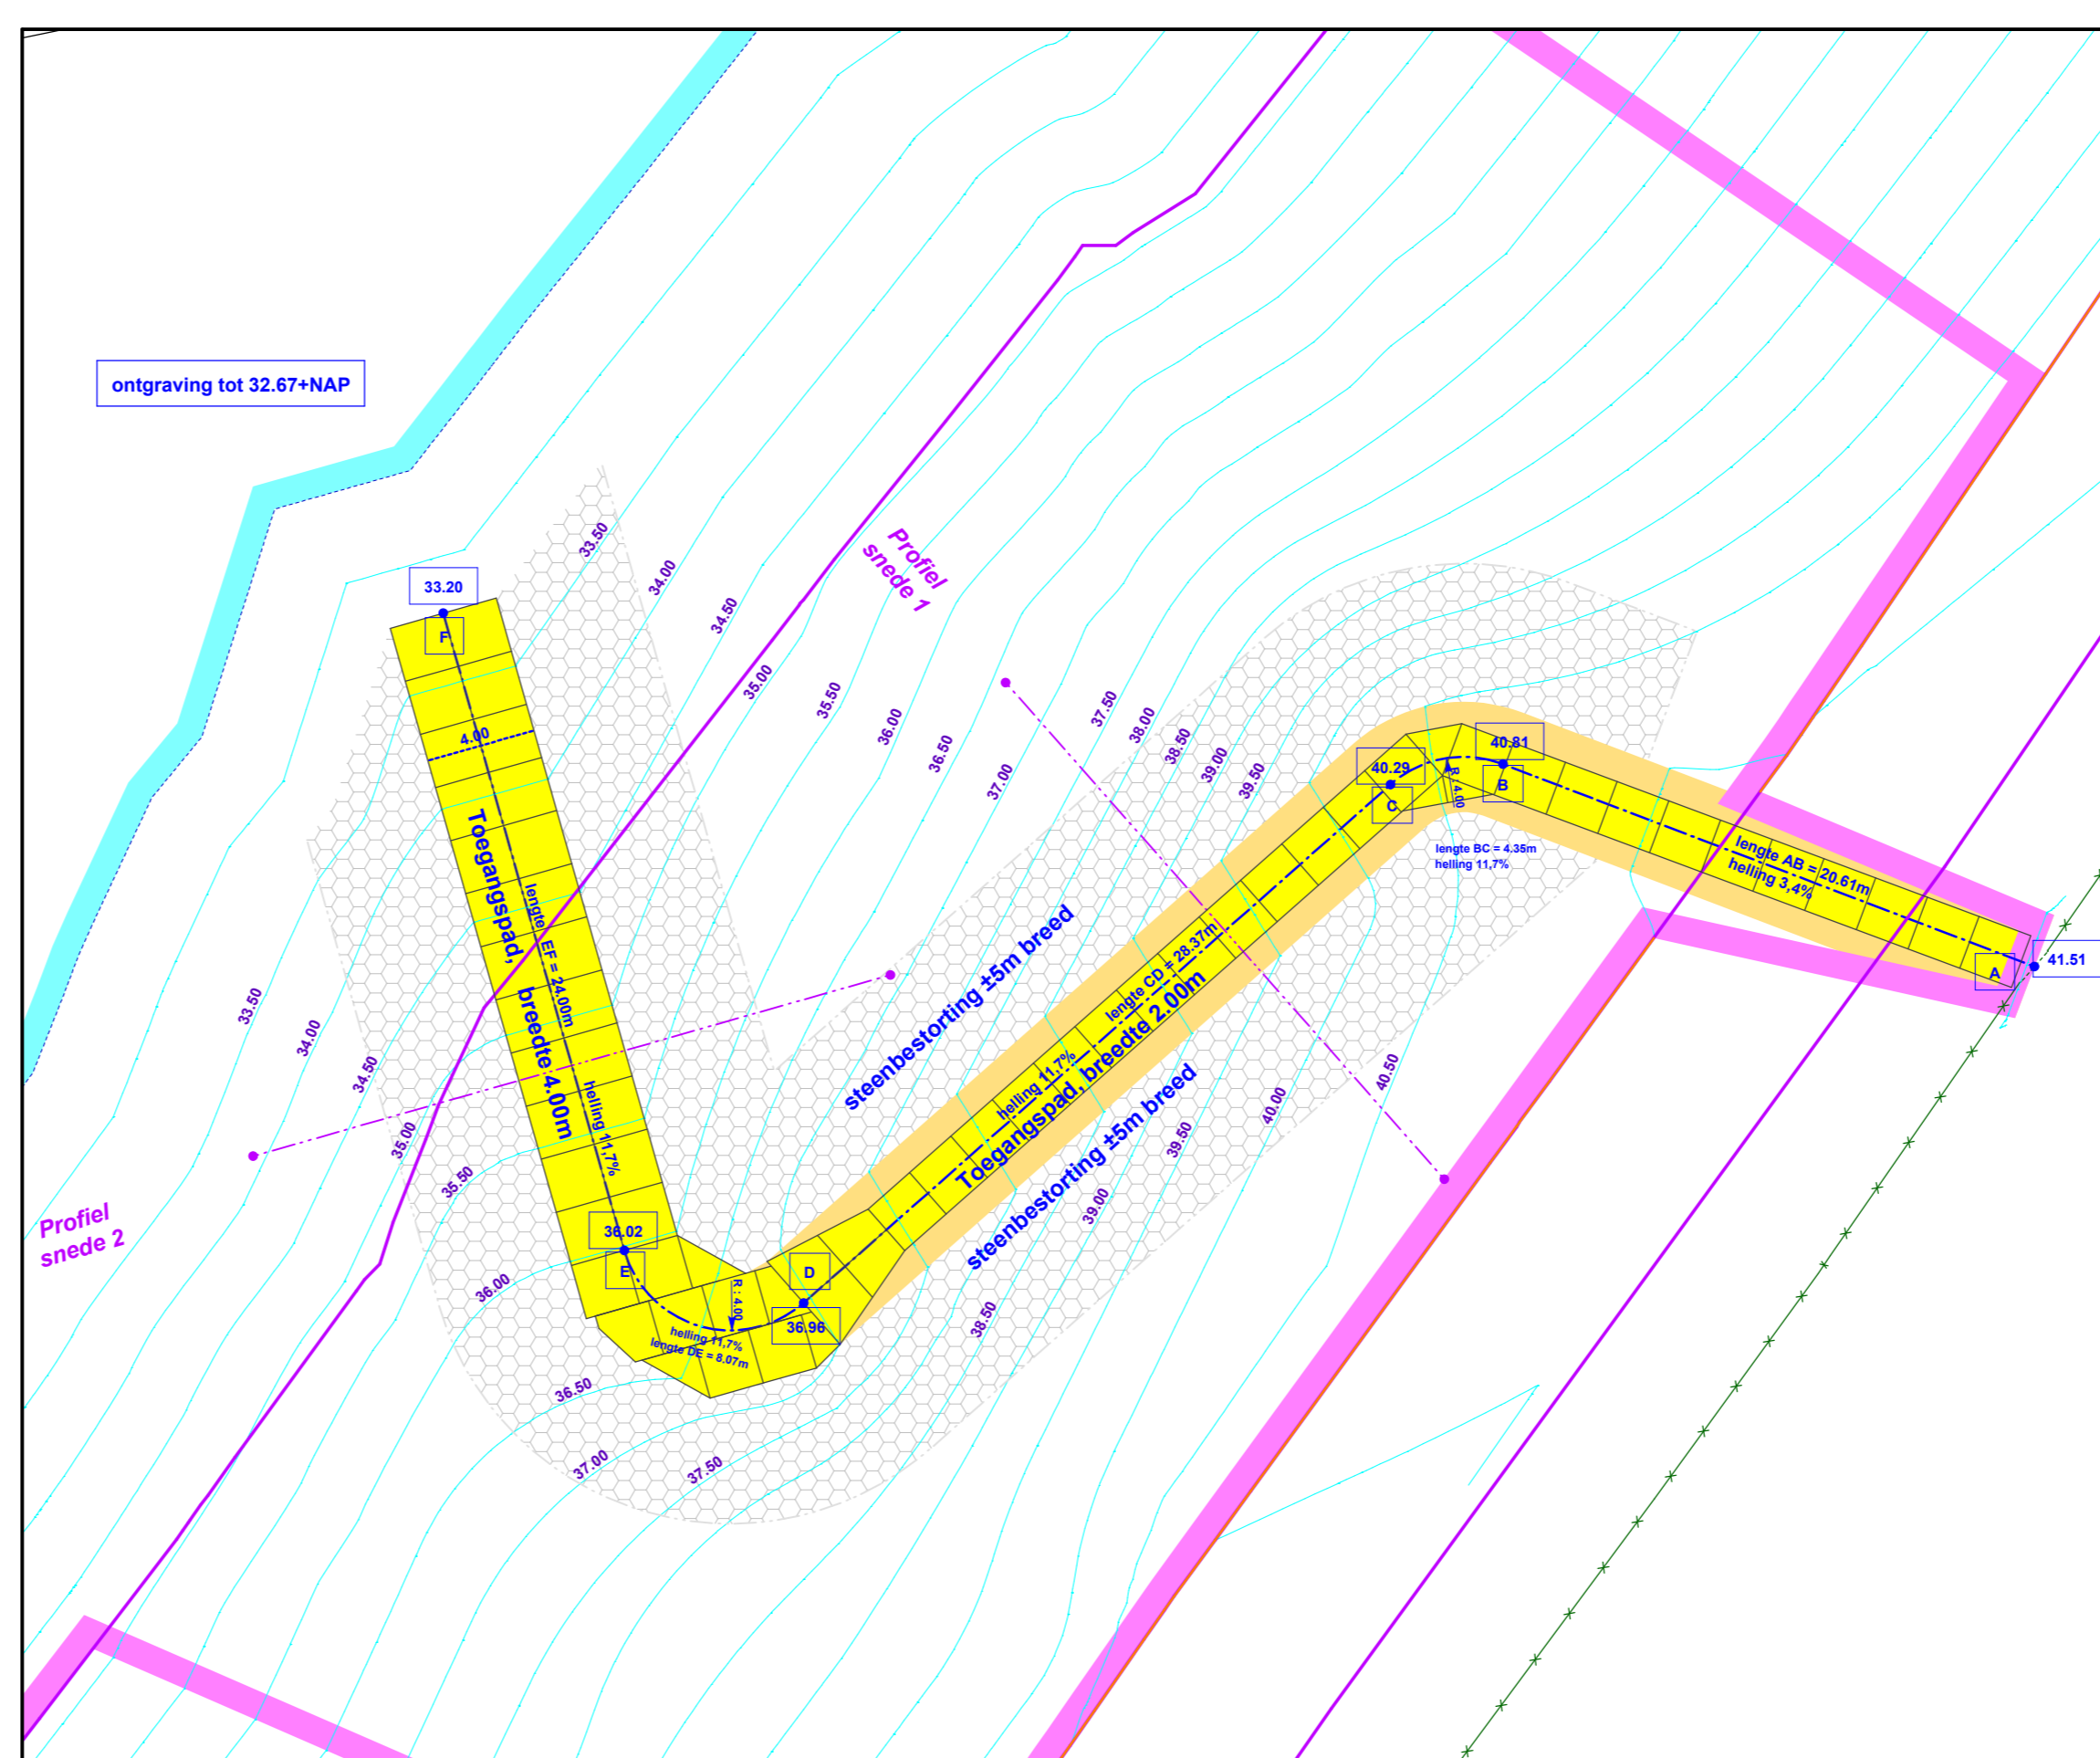 ontgraving tot 32.67+NAP
33.20
F
4.00
Toegangspad, breedte 4.00m
lengte EF = 24.00m
helling 11,7%
33.50
34.00
34.50
35.00
35.50
36.00
36.50
37.00
37.50
38.00
38.50
39.00
39.50
Profiel
snede 1
40.29
C
40.81
B
R : 4.00
lengte BC = 4.35m
helling 11,7%
lengte AB = 20.61m
helling 3,4%
A
41.51
steenbestorting ±5m breed
lengte CD = 28.37m
helling 11,7%
Toegangspad, breedte 2.00m
steenbestorting ±5m breed
33.50
34.00
34.50
35.00
35.50
36.00
36.50
37.00
37.50
38.50
39.00
39.50
40.00
40.50
Profiel
snede 2
36.02
E
D
36.96
R : 4.00
helling 11,7%
lengte DE = 8.07m